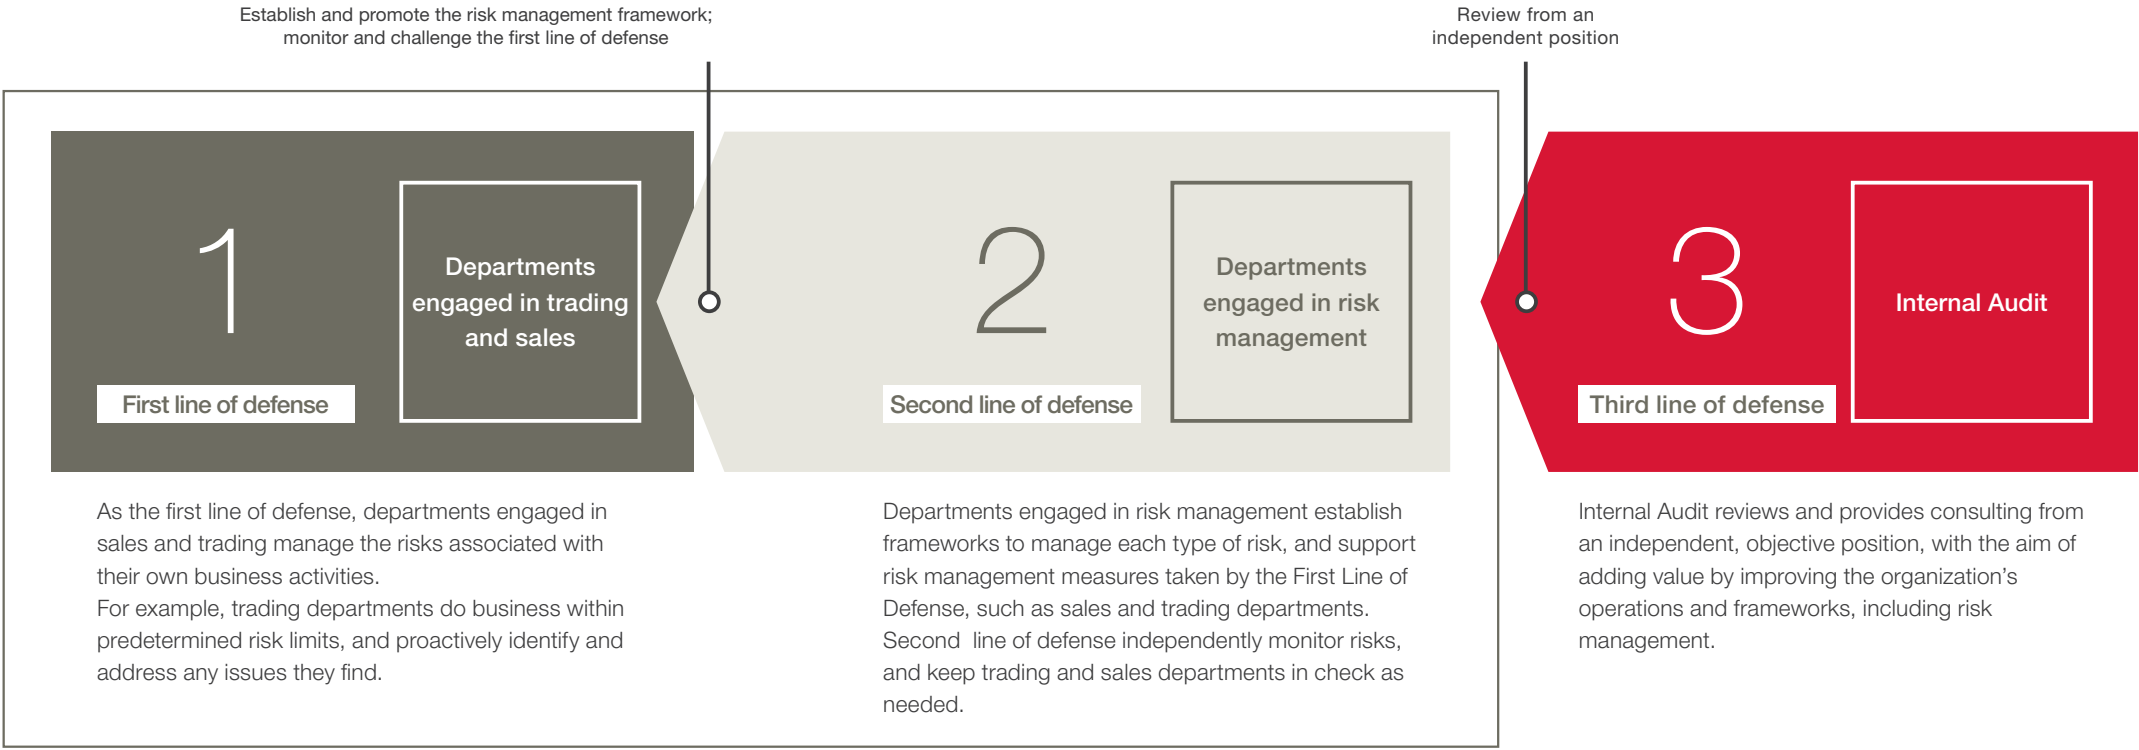 Establish and promote the risk management framework;
monitor and challenge the first line of defense
Review from an
independent position
1
First line of defense
Departments
engaged in trading
and sales
2
Second line of defense
Departments
engaged in risk
management
3
Third line of defense
Internal Audit
As the first line of defense, departments engaged in
sales and trading manage the risks associated with
their own business activities.
For example, trading departments do business within
predetermined risk limits, and proactively identify and
address any issues they find.
Departments engaged in risk management establish
frameworks to manage each type of risk, and support
risk management measures taken by the First Line of
Defense, such as sales and trading departments.
Second  line of defense independently monitor risks,
and keep trading and sales departments in check as
needed.
Internal Audit reviews and provides consulting from
an independent, objective position, with the aim of
adding value by improving the organization’s
operations and frameworks, including risk
management.